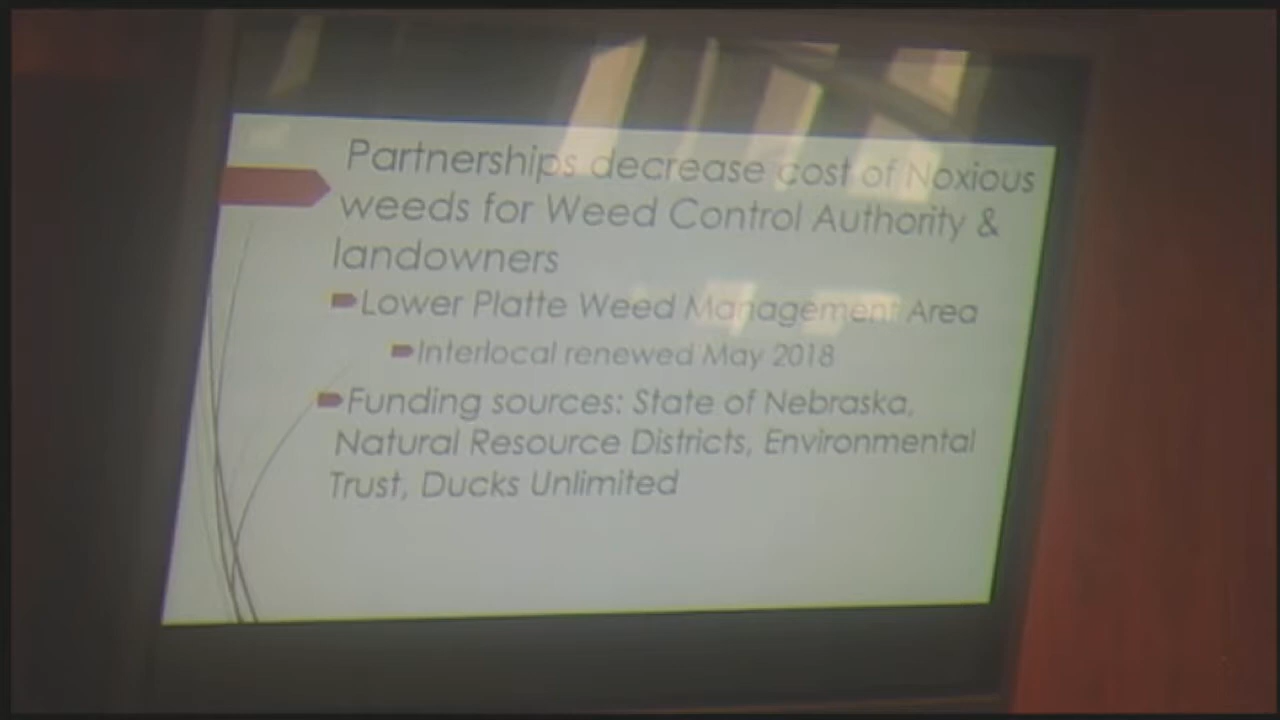 Partnerships decrease cost of Noxious
weeds for Weed Control Authority &
landowners
Lower Platte Weed Management Area
Interlocal renewed May 2018
Funding sources: State of Nebraska,
Natural Resource Districts, Environmental
Trust, Ducks Unlimited